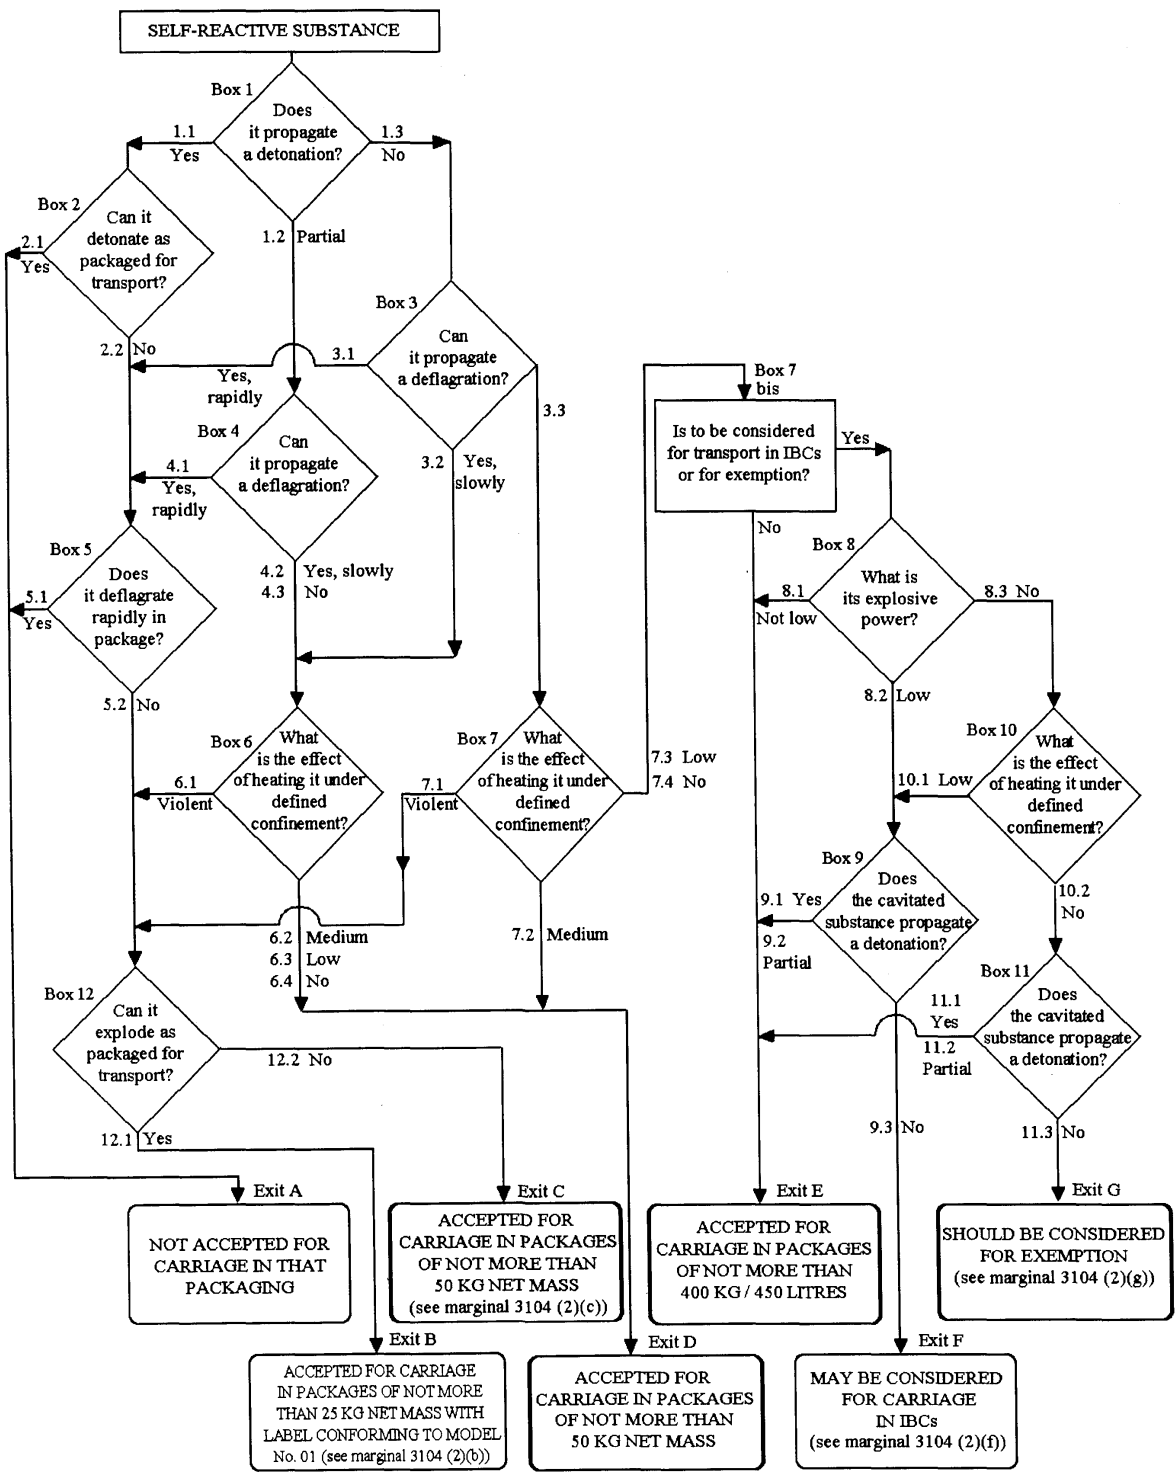 SELF-REACTIVE SUBSTANCE
Box 1
Does
it propagate
a detonation?
1.1
Yes
1.3
No
Box 2
Can it
detonate as
packaged for
transport?
2.1
Yes
1.2 Partial
Box 3
Can
it propagate
a deflagration?
2.2 No
3.1
Yes,
rapidly
3.3
Box 7
bis
Is to be considered
for transport in IBCs
or for exemption?
Yes
No
Box 4
Can
it propagate
a deflagration?
4.1
Yes,
rapidly
3.2 Yes,
slowly
Box 5
Does
it deflagrate
rapidly in
package?
5.1
Yes
4.2 Yes, slowly
4.3 No
Box 8
What is
its explosive
power?
8.1
Not low
8.3 No
5.2 No
8.2 Low
Box 6
What
is the effect
of heating it under
defined
confinement?
6.1
Violent
Box 7
What
is the effect
of heating it under
defined
confinement?
7.1
Violent
7.3 Low
7.4 No
Box 10
What
is the effect
of heating it under
defined
confinement?
10.1 Low
Box 9
Does
the cavitated
substance propagate
a detonation?
9.1 Yes
9.2
Partial
10.2
No
6.2 Medium
6.3 Low
6.4 No
7.2 Medium
Box 12
Can it
explode as
packaged for
transport?
12.2 No
Box 11
Does
the cavitated
substance propagate
a detonation?
11.1
Yes
11.2
Partial
12.1 Yes
9.3 No
11.3 No
Exit A
NOT ACCEPTED FOR
CARRIAGE IN THAT
PACKAGING
Exit C
ACCEPTED FOR
CARRIAGE IN PACKAGES
OF NOT MORE THAN
50 KG NET MASS
(see marginal 3104 (2)(c))
Exit E
ACCEPTED FOR
CARRIAGE IN PACKAGES
OF NOT MORE THAN
400 KG / 450 LITRES
Exit G
SHOULD BE CONSIDERED
FOR EXEMPTION
(see marginal 3104 (2)(g))
Exit B
ACCEPTED FOR CARRIAGE
IN PACKAGES OF NOT MORE
THAN 25 KG NET MASS WITH
LABEL CONFORMING TO MODEL
No. 01 (see marginal 3104 (2)(b))
Exit D
ACCEPTED FOR
CARRIAGE IN PACKAGES
OF NOT MORE THAN
50 KG NET MASS
Exit F
MAY BE CONSIDERED
FOR CARRIAGE
IN IBCs
(see marginal 3104 (2)(f))